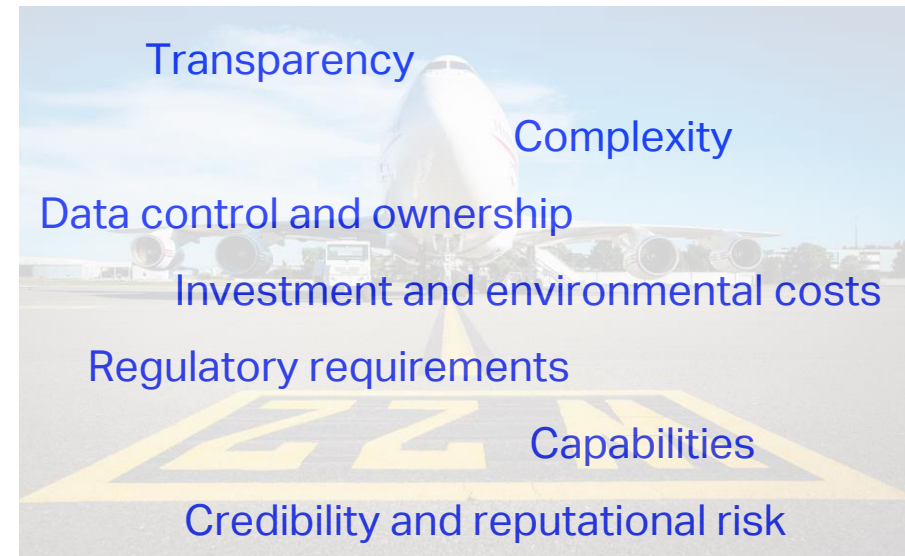 Transparency
Complexity
Data control and ownership
Investment and environmental costs
Regulatory requirements
Capabilities
Credibility and reputational risk